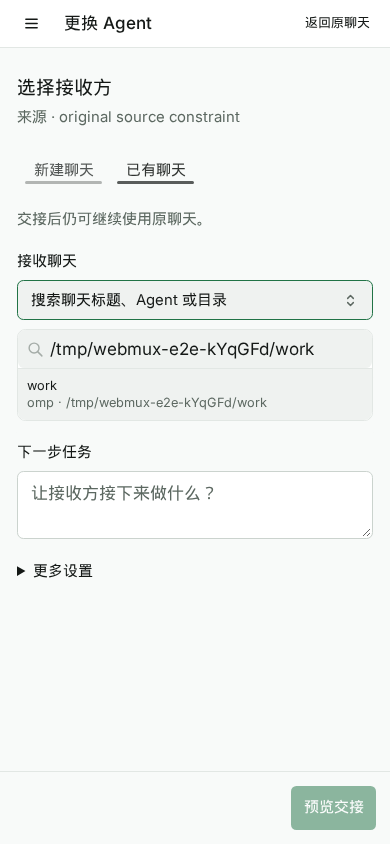 更换 Agent
返回原聊天
选择接收方
来源 · original source constraint
新建聊天
已有聊天
交接后仍可继续使用原聊天。
接收聊天
搜索聊天标题、Agent 或目录
/tmp/webmux-e2e-kYqGFd/work
work
omp · /tmp/webmux-e2e-kYqGFd/work
下一步任务
让接收方接下来做什么？
更多设置
预览交接